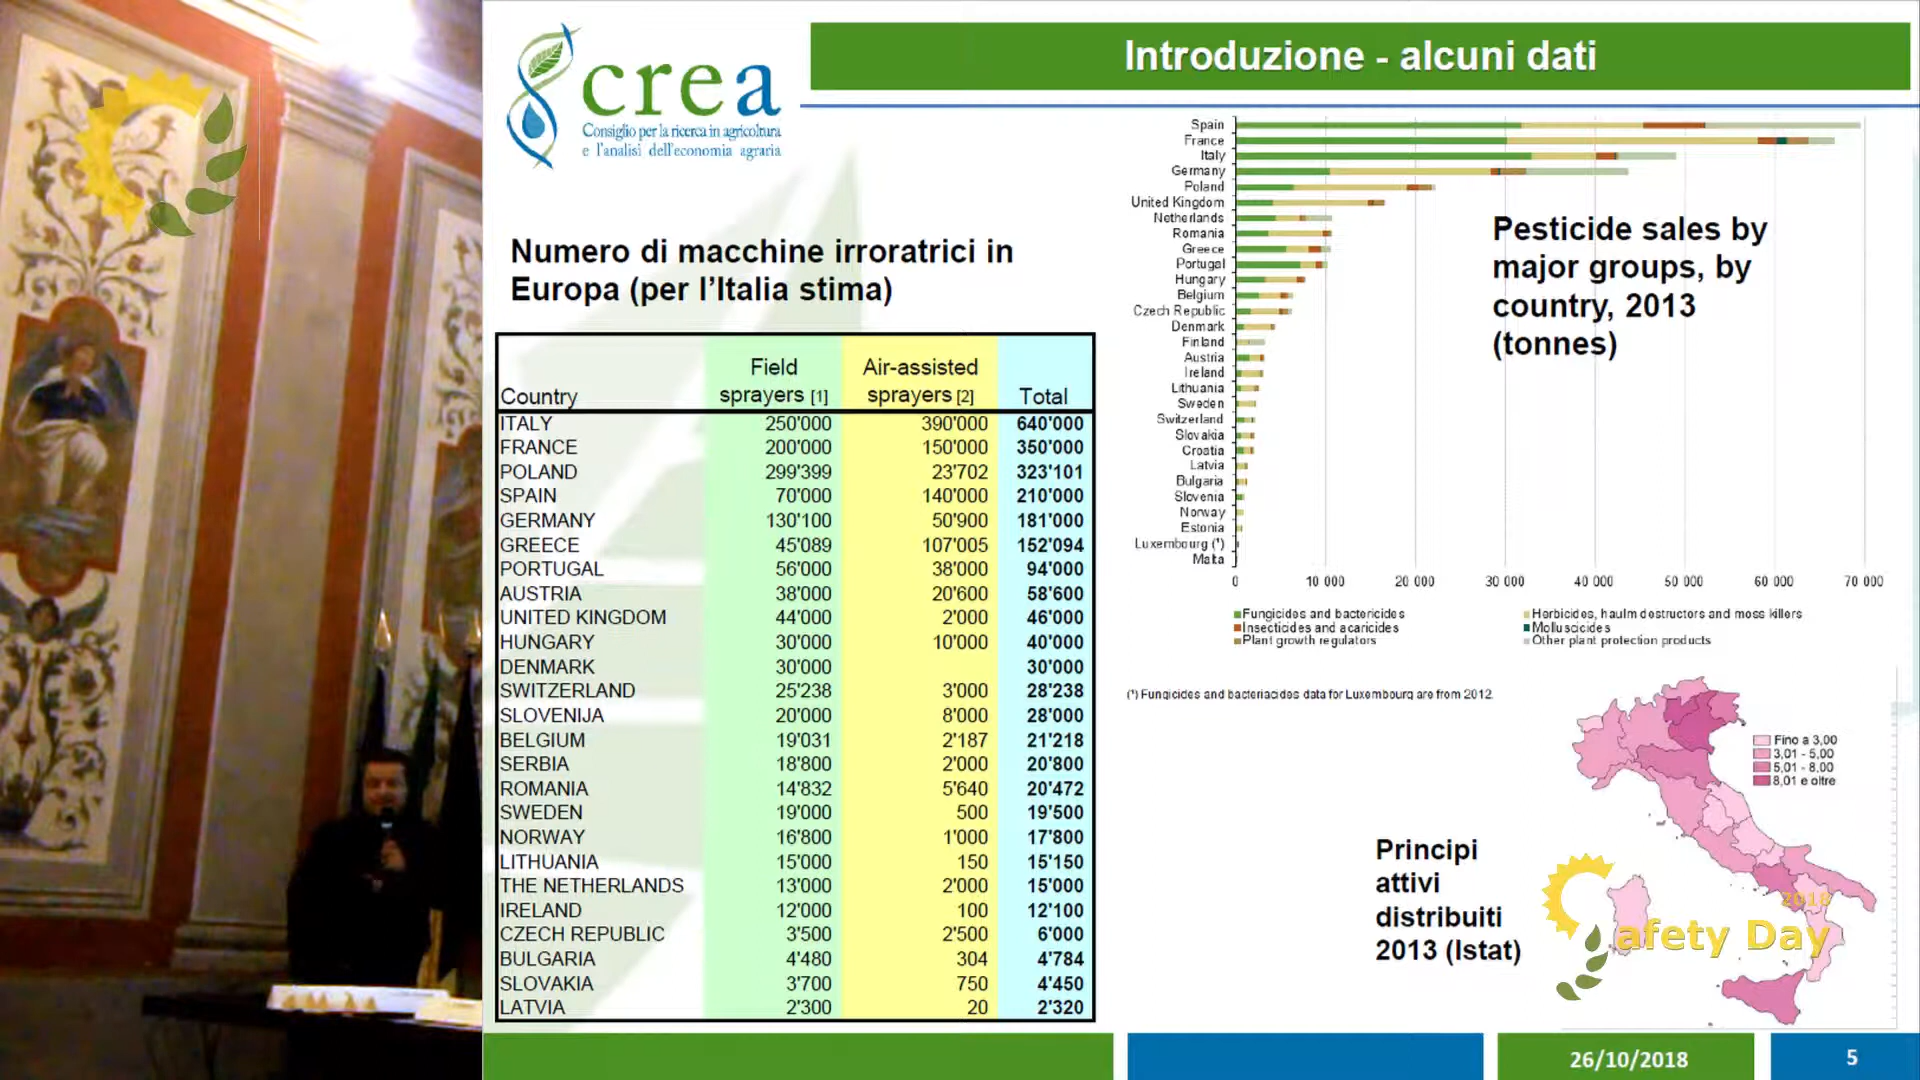 crea
Consiglio per la ricerca in agricoltura
e l'analisi dell'economia agraria
Introduzione - alcuni dati
Numero di macchine irroratrici in
Europa (per l'Italia stima)
Country Field sprayers [1] Air-assisted sprayers [2] Total
ITALY 250'000 390'000 640'000
FRANCE 200'000 150'000 350'000
POLAND 299'399 23'702 323'101
SPAIN 70'000 140'000 210'000
GERMANY 130'100 50'900 181'000
GREECE 45'089 107'005 152'094
PORTUGAL 56'000 38'000 94'000
AUSTRIA 38'000 20'600 58'600
UNITED KINGDOM 44'000 2'000 46'000
HUNGARY 30'000 10'000 40'000
DENMARK 30'000 30'000
SWITZERLAND 25'238 3'000 28'238
SLOVENIJA 20'000 8'000 28'000
BELGIUM 19'031 2'187 21'218
SERBIA 18'800 2'000 20'800
ROMANIA 14'832 5'640 20'472
SWEDEN 19'000 500 19'500
NORWAY 16'800 1'000 17'800
LITHUANIA 15'000 150 15'150
THE NETHERLANDS 13'000 2'000 15'000
IRELAND 12'000 100 12'100
CZECH REPUBLIC 3'500 2'500 6'000
BULGARIA 4'480 304 4'784
SLOVAKIA 3'700 750 4'450
LATVIA 2'300 20 2'320
Spain
France
Italy
Germany
Poland
United Kingdom
Netherlands
Romania
Greece
Portugal
Hungary
Belgium
Czech Republic
Denmark
Finland
Austria
Ireland
Lithuania
Sweden
Switzerland
Slovakia
Croatia
Latvia
Bulgaria
Slovenia
Norway
Estonia
Luxembourg (¹)
Malta
0 10 000 20 000 30 000 40 000 50 000 60 000 70 000
Pesticide sales by
major groups, by
country, 2013
(tonnes)
Fungicides and bactericides Herbicides, haulm destructors and moss killers
Insecticides and acaricides Molluscicides
Plant growth regulators Other plant protection products
(¹) Fungicides and bacteriacides data for Luxembourg are from 2012.
Fino a 3,00
3,01 - 5,00
5,01 - 8,00
8,01 e oltre
Principi
attivi
distribuiti
2013 (Istat)
2018
afety Day
26/10/2018
5